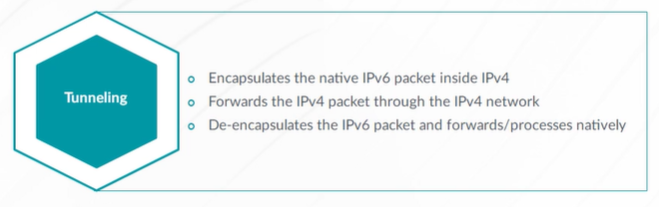 Tunneling
Encapsulates the native IPv6 packet inside IPv4
Forwards the IPv4 packet through the IPv4 network
De-encapsulates the IPv6 packet and forwards/processes natively